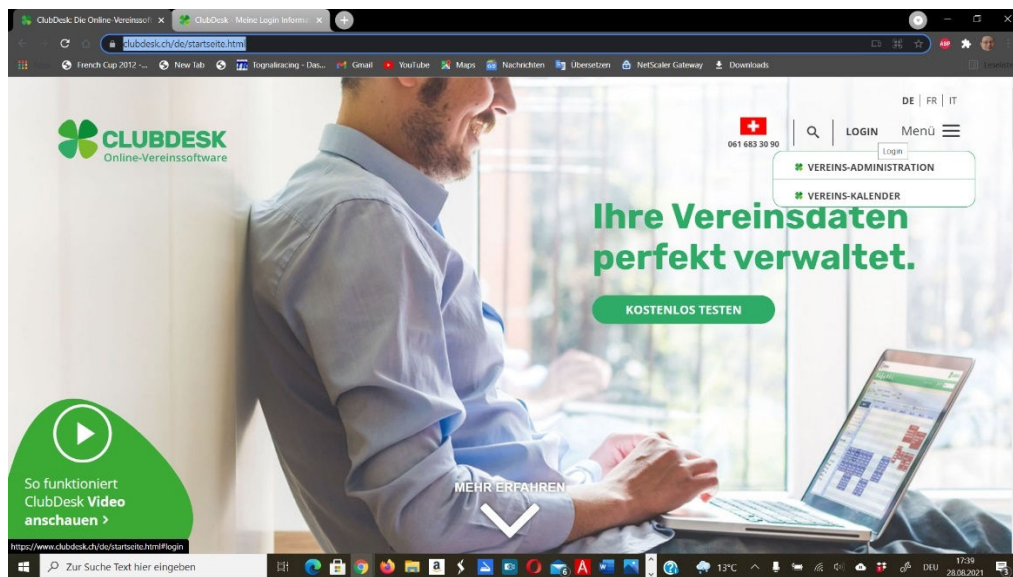 ClubDesk: Die Online-Vereinssoft
ClubDesk - Meine Login Informa
clubdesk.ch/de/startseite.html
French Cup 2012 -...
New Tab
Tognaliracing - Das...
Gmail
YouTube
Maps
Nachrichten
Übersetzen
NetScaler Gateway
Downloads
DE | FR | IT
CLUBDESK
Online-Vereinssoftware
061 683 30 90
LOGIN
Menü
Login
VEREINS-ADMINISTRATION
VEREINS-KALENDER
Ihre Vereinsdaten
perfekt verwaltet.
KOSTENLOS TESTEN
So funktioniert
ClubDesk Video
anschauen >
MEHR ERFAHREN
https://www.clubdesk.ch/de/startseite.html#login
Zur Suche Text hier eingeben
13°C
DEU
17:39
28.08.2021